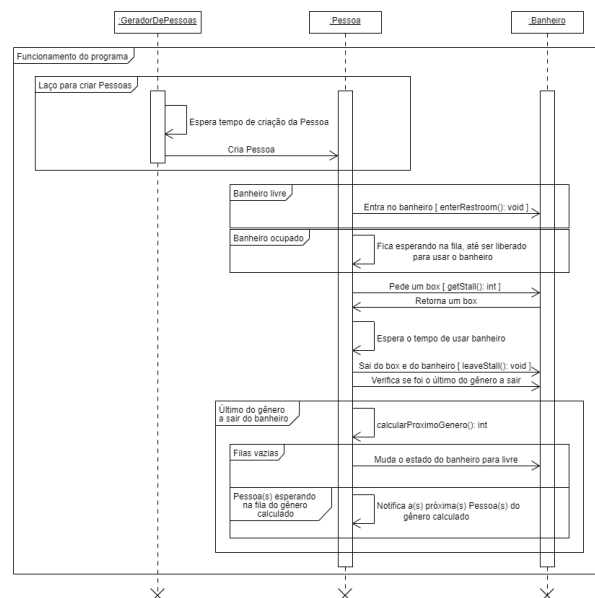 :GeradorDePessoas
:Pessoa
:Banheiro
Funcionamento do programa
Laço para criar Pessoas
Espera tempo de criação da Pessoa
Cria Pessoa
Banheiro livre
Entra no banheiro [ enterRestroom(): void ]
Banheiro ocupado
Fica esperando na fila, até ser liberado
para usar o banheiro
Pede um box [ getStall(): int ]
Retorna um box
Espera o tempo de usar banheiro
Sai do box e do banheiro [ leaveStall(): void ]
Verifica se foi o último do gênero a sair
Último do gênero
a sair do banheiro
calcularProximoGenero(): int
Filas vazias
Muda o estado do banheiro para livre
Pessoa(s) esperando
na fila do gênero
calculado
Notifica a(s) próxima(s) Pessoa(s) do
gênero calculado